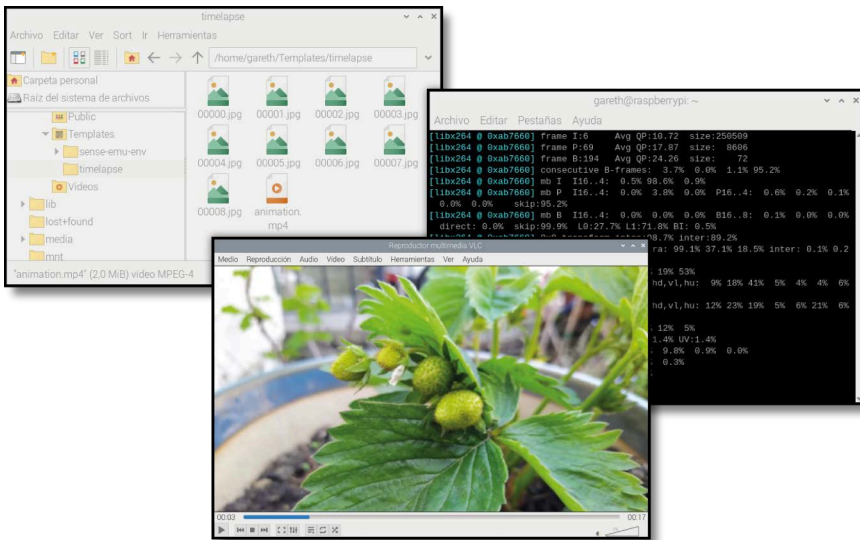 timelapse
Archivo Editar Ver Sort Ir Herramientas
/home/gareth/Templates/timelapse
Carpeta personal
Raíz del sistema de archivos
Public
Templates
sense-emu-env
timelapse
Videos
lib
lost+found
media
mnt
00000.jpg 00001.jpg 00002.jpg 00003.jpg
00004.jpg 00005.jpg 00006.jpg 00007.jpg
00008.jpg animation.
mp4
"animation.mp4" (2,0 MiB) video MPEG-4
gareth@raspberrypi: ~
Archivo Editar Pestañas Ayuda
[libx264 @ 0xab7660] frame I:6 Avg QP:10.72 size:250509
[libx264 @ 0xab7660] frame P:69 Avg QP:17.87 size: 8606
[libx264 @ 0xab7660] frame B:194 Avg QP:24.26 size: 72
[libx264 @ 0xab7660] consecutive B-frames: 3.7% 0.0% 1.1% 95.2%
[libx264 @ 0xab7660] mb I I16..4: 0.5% 98.6% 0.9%
[libx264 @ 0xab7660] mb P I16..4: 0.0% 3.8% 0.0% P16..4: 0.6% 0.2% 0.1%
0.0% 0.0% skip:95.2%
[libx264 @ 0xab7660] mb B I16..4: 0.0% 0.0% 0.0% B16..8: 0.1% 0.0% 0.0%
direct: 0.0% skip:99.9% L0:27.7% L1:71.8% BI: 0.5%
98.7% inter:89.2%
ra: 99.1% 37.1% 18.5% inter: 0.1% 0.2
19% 53%
hd,vl,hu: 9% 18% 41% 5% 4% 4% 6%
hd,vl,hu: 12% 23% 19% 5% 6% 21% 6%
12% 5%
1.4% UV:1.4%
9.8% 0.9% 0.0%
0.3%
Reproductor multimedia VLC
Medio Reproducción Audio Video Subtítulo Herramientas Ver Ayuda
00:03 00:17